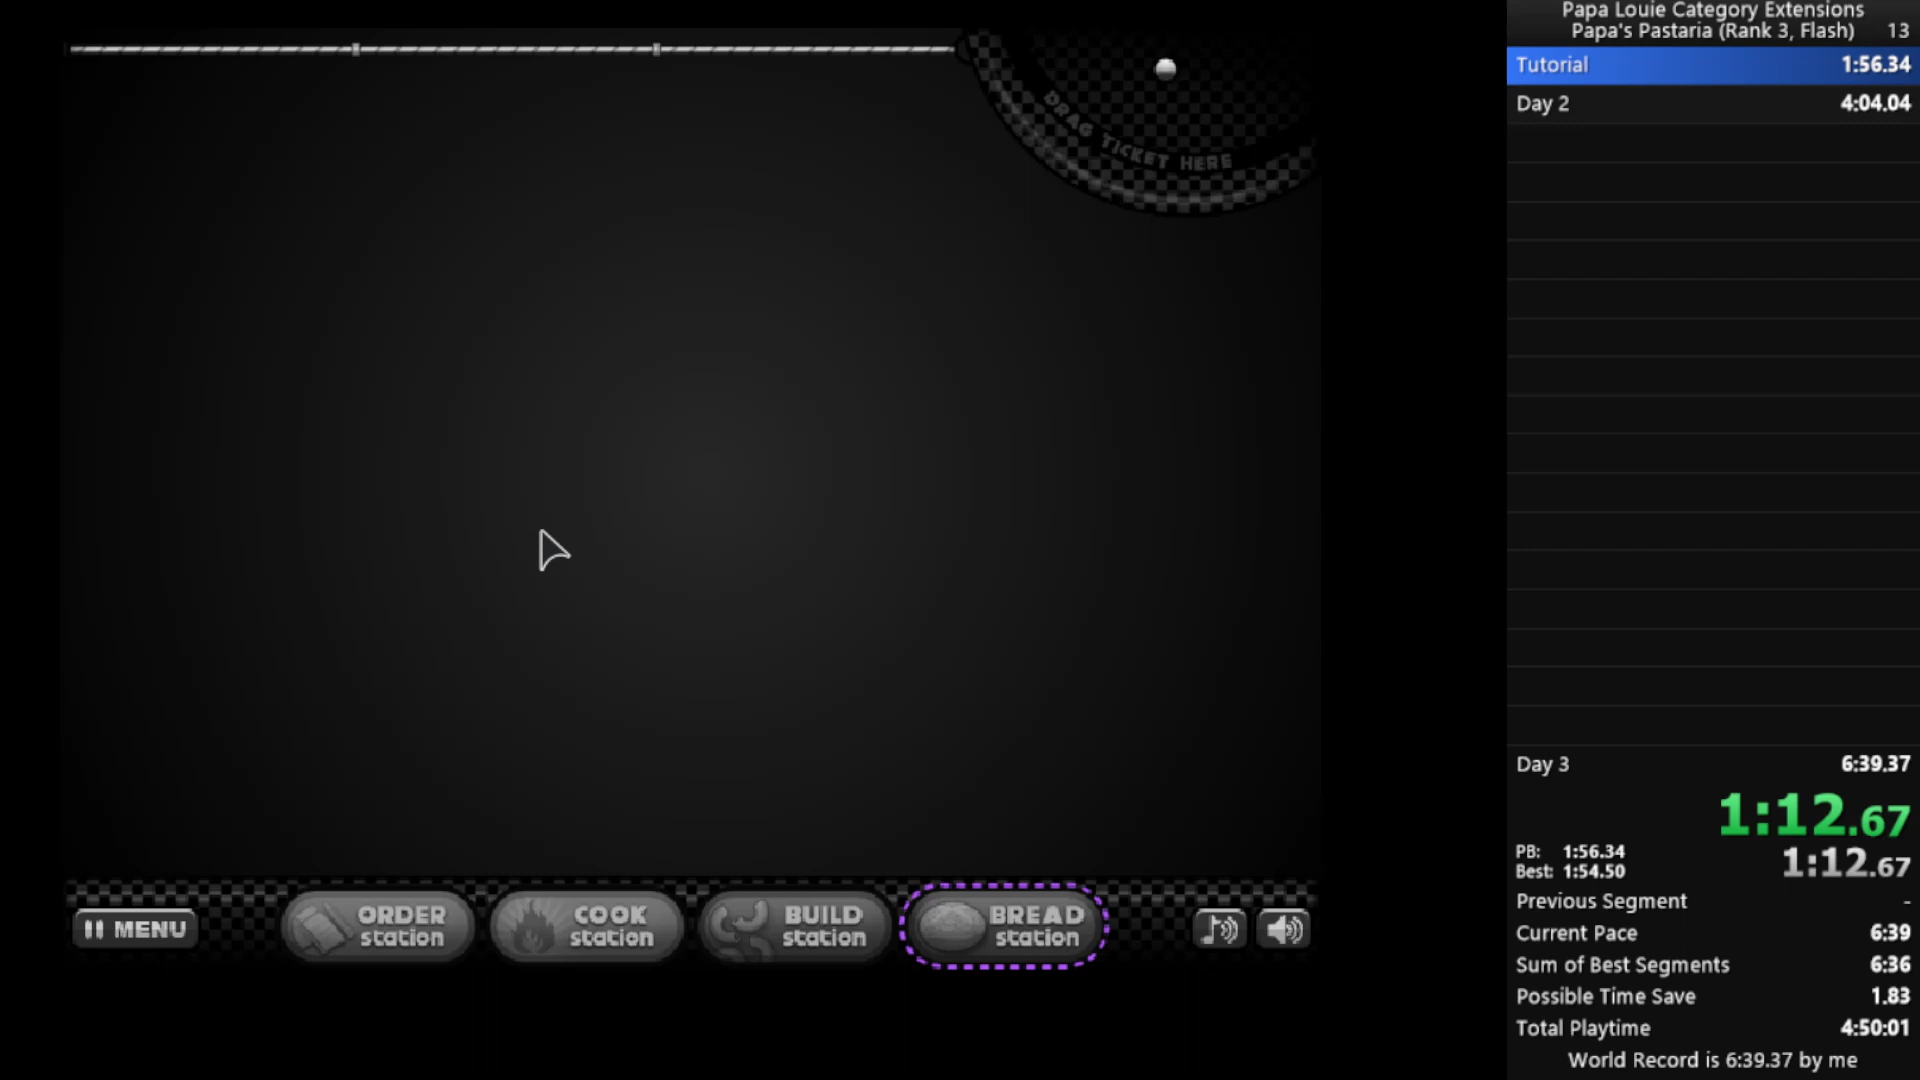 DRAG TICKET HERE
MENU
ORDER
station
COOK
station
BUILD
station
BREAD
station
Papa Louie Category Extensions
Papa's Pastaria (Rank 3, Flash) 13
Tutorial 1:56.34
Day 2 4:04.04
Day 3 6:39.37
1:12.67
PB: 1:56.34
Best: 1:54.50
1:12.67
Previous Segment -
Current Pace 6:39
Sum of Best Segments 6:36
Possible Time Save 1.83
Total Playtime 4:50:01
World Record is 6:39.37 by me